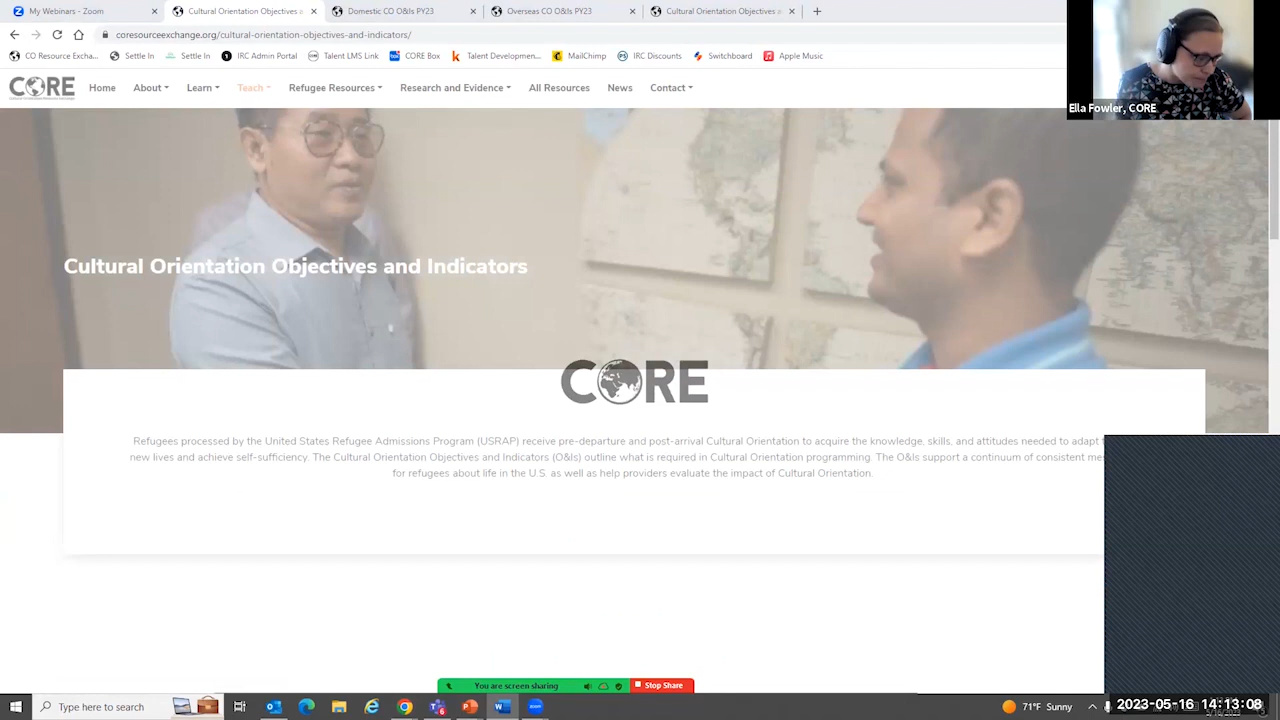 My Webinars - Zoom
Cultural Orientation Objectives a
Domestic CO O&Is PY23
Overseas CO O&Is PY23
Cultural Orientation Objectives a
coresourceexchange.org/cultural-orientation-objectives-and-indicators/
CO Resource Excha...
Settle In
Settle In
IRC Admin Portal
Talent LMS Link
CORE Box
Talent Developmen...
MailChimp
IRC Discounts
Switchboard
Apple Music
CORE
Home
About
Learn
Teach
Refugee Resources
Research and Evidence
All Resources
News
Contact
Ella Fowler, CORE
Cultural Orientation Objectives and Indicators
CORE
Refugees processed by the United States Refugee Admissions Program (USRAP) receive pre-departure and post-arrival Cultural Orientation to acquire the knowledge, skills, and attitudes needed to adapt
new lives and achieve self-sufficiency. The Cultural Orientation Objectives and Indicators (O&Is) outline what is required in Cultural Orientation programming. The O&Is support a continuum of consistent
for refugees about life in the U.S. as well as help providers evaluate the impact of Cultural Orientation.
You are screen sharing
Stop Share
Type here to search
71°F Sunny
2023-05-16 14:13:08